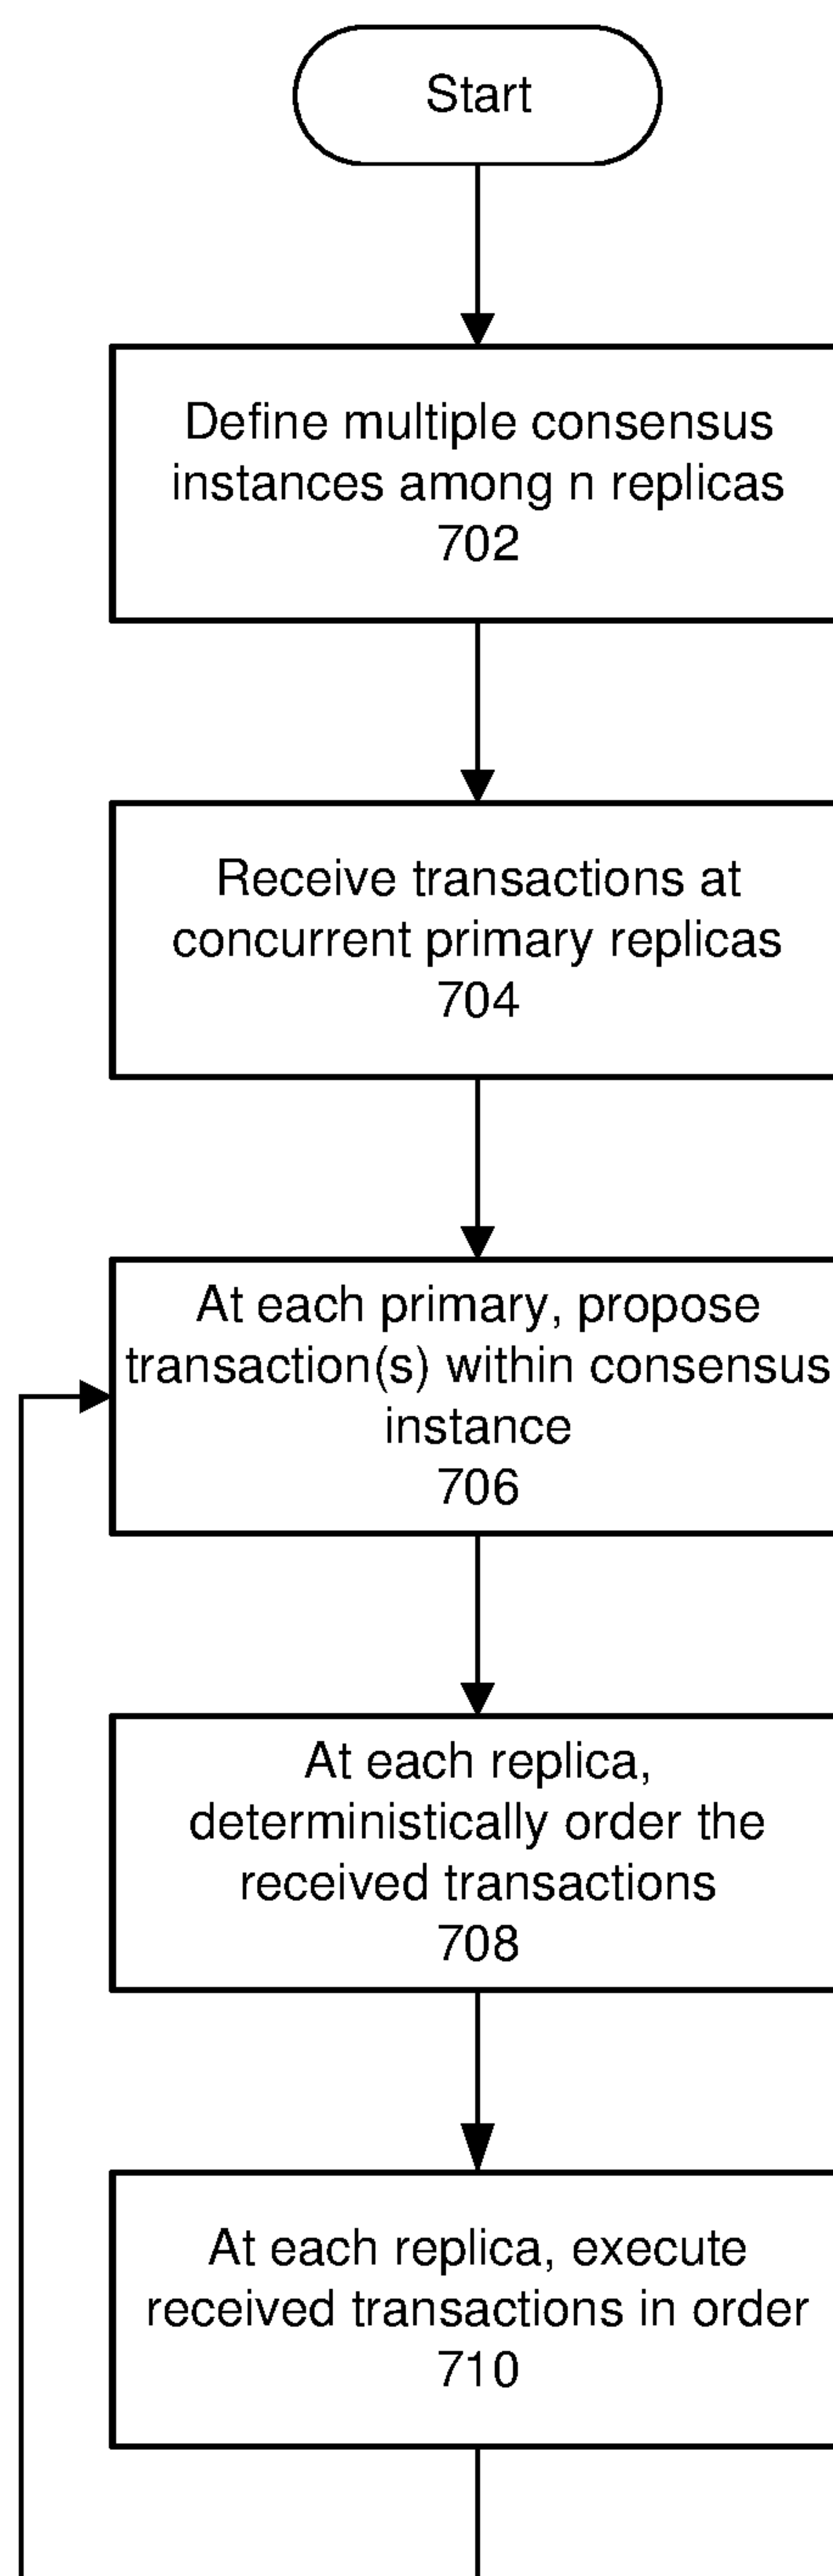 Start
Define multiple consensus
instances among n replicas
702
Receive transactions at
concurrent primary replicas
704
At each primary, propose
transaction(s) within consensus
instance
706
At each replica,
deterministically order the
received transactions
708
At each replica, execute
received transactions in order
710